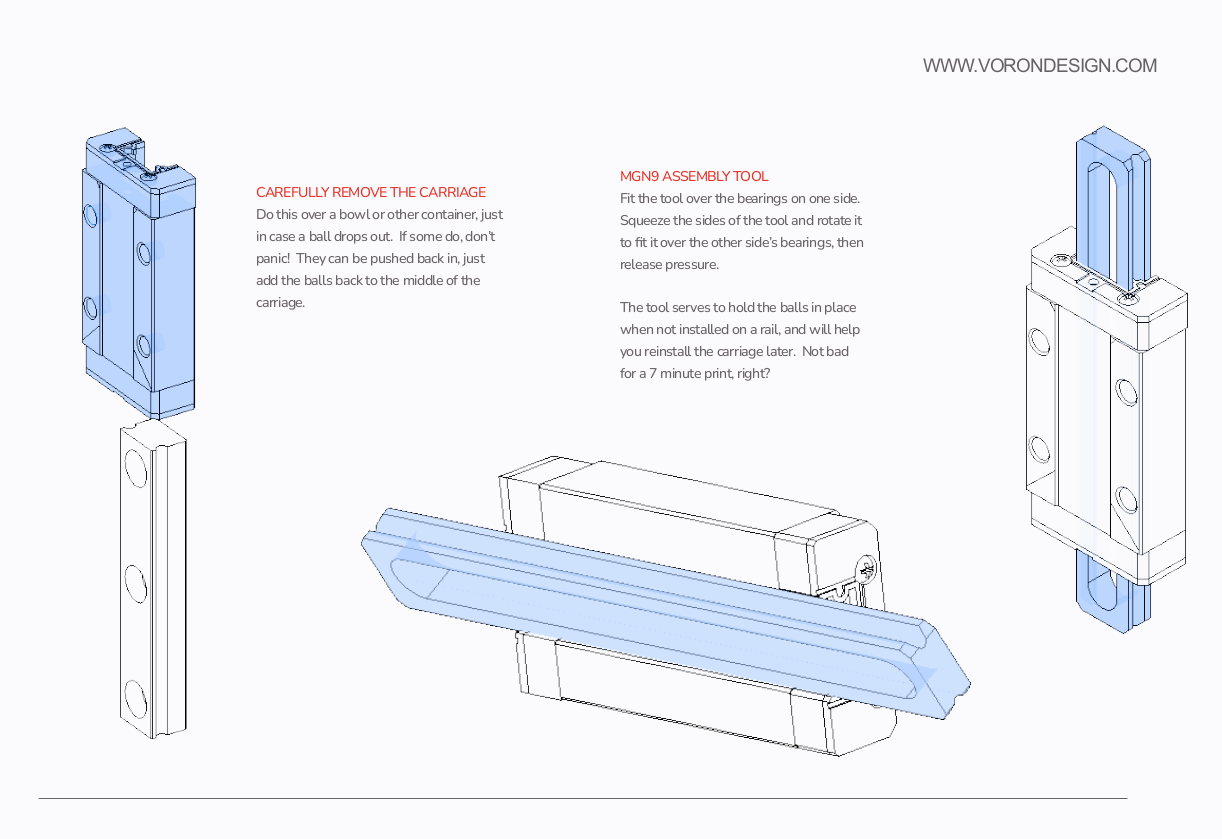 WWW.VORONDESIGN.COM
CAREFULLY REMOVE THE CARRIAGE
Do this over a bowl or other container, just
in case a ball drops out.  If some do, don't
panic!  They can be pushed back in, just
add the balls back to the middle of the
carriage.
MGN9 ASSEMBLY TOOL
Fit the tool over the bearings on one side.
Squeeze the sides of the tool and rotate it
to fit it over the other side's bearings, then
release pressure.
The tool serves to hold the balls in place
when not installed on a rail, and will help
you reinstall the carriage later.  Not bad
for a 7 minute print, right?